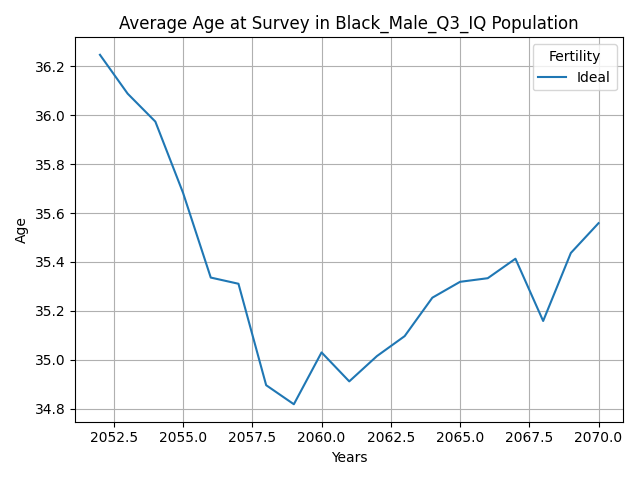 Average Age at Survey in Black_Male_Q3_IQ Population
Fertility
Ideal
36.2
36.0
35.8
35.6
35.4
35.2
35.0
34.8
Age
2052.5 2055.0 2057.5 2060.0 2062.5 2065.0 2067.5 2070.0
Years